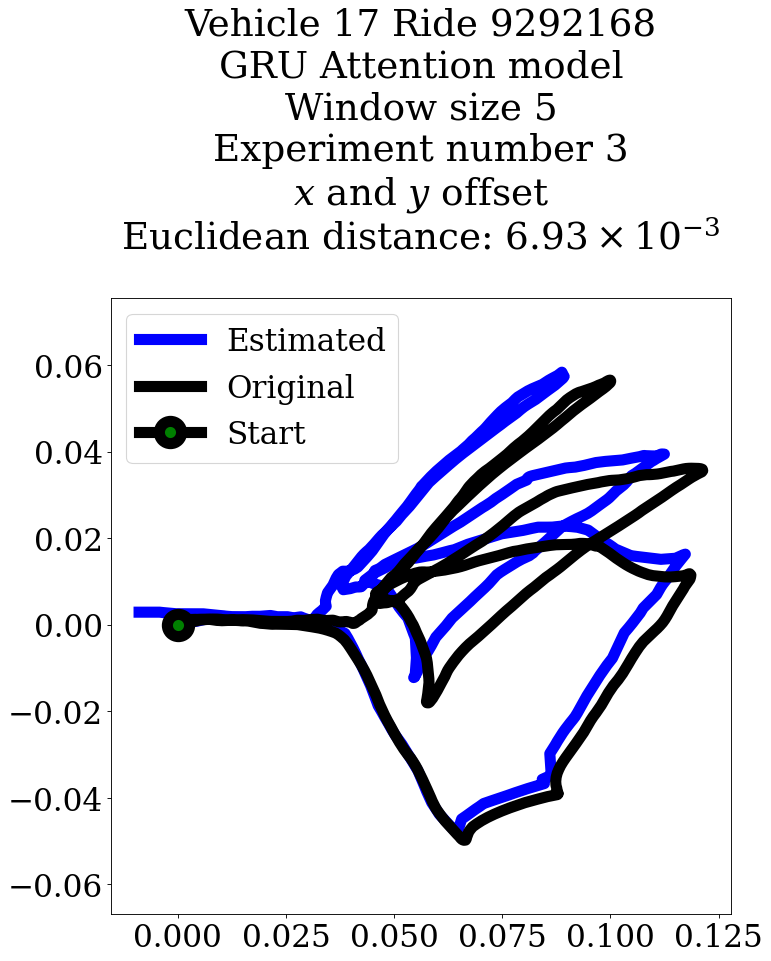 Vehicle 17 Ride 9292168
GRU Attention model
Window size 5
Experiment number 3
x and y offset
Euclidean distance: 6.93 × 10⁻³
Estimated
Original
Start
0.06
0.04
0.02
0.00
−0.02
−0.04
−0.06
0.000 0.025 0.050 0.075 0.100 0.125